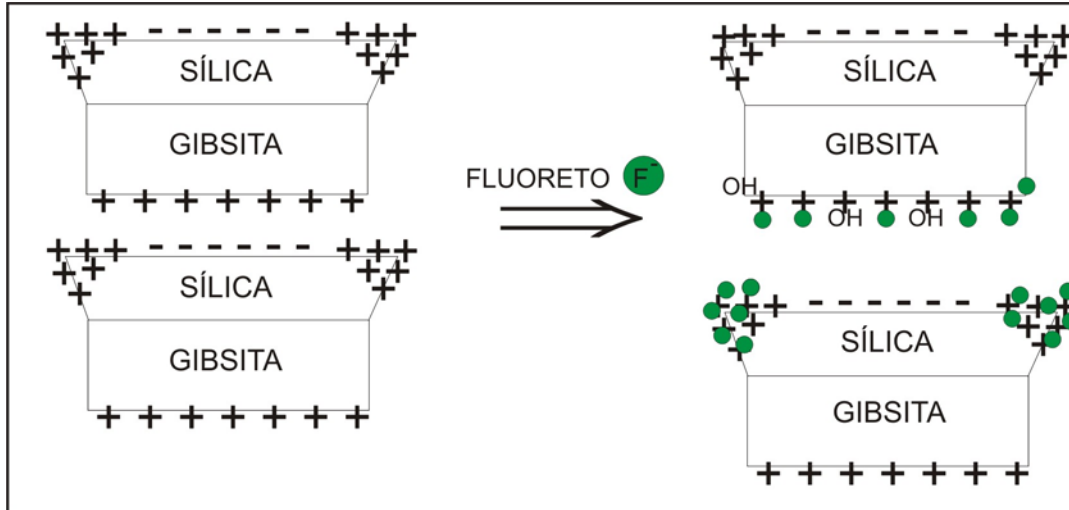 SÍLICA
GIBSITA
SÍLICA
GIBSITA
FLUORETO F⁻
SÍLICA
GIBSITA
OH
OH OH
SÍLICA
GIBSITA